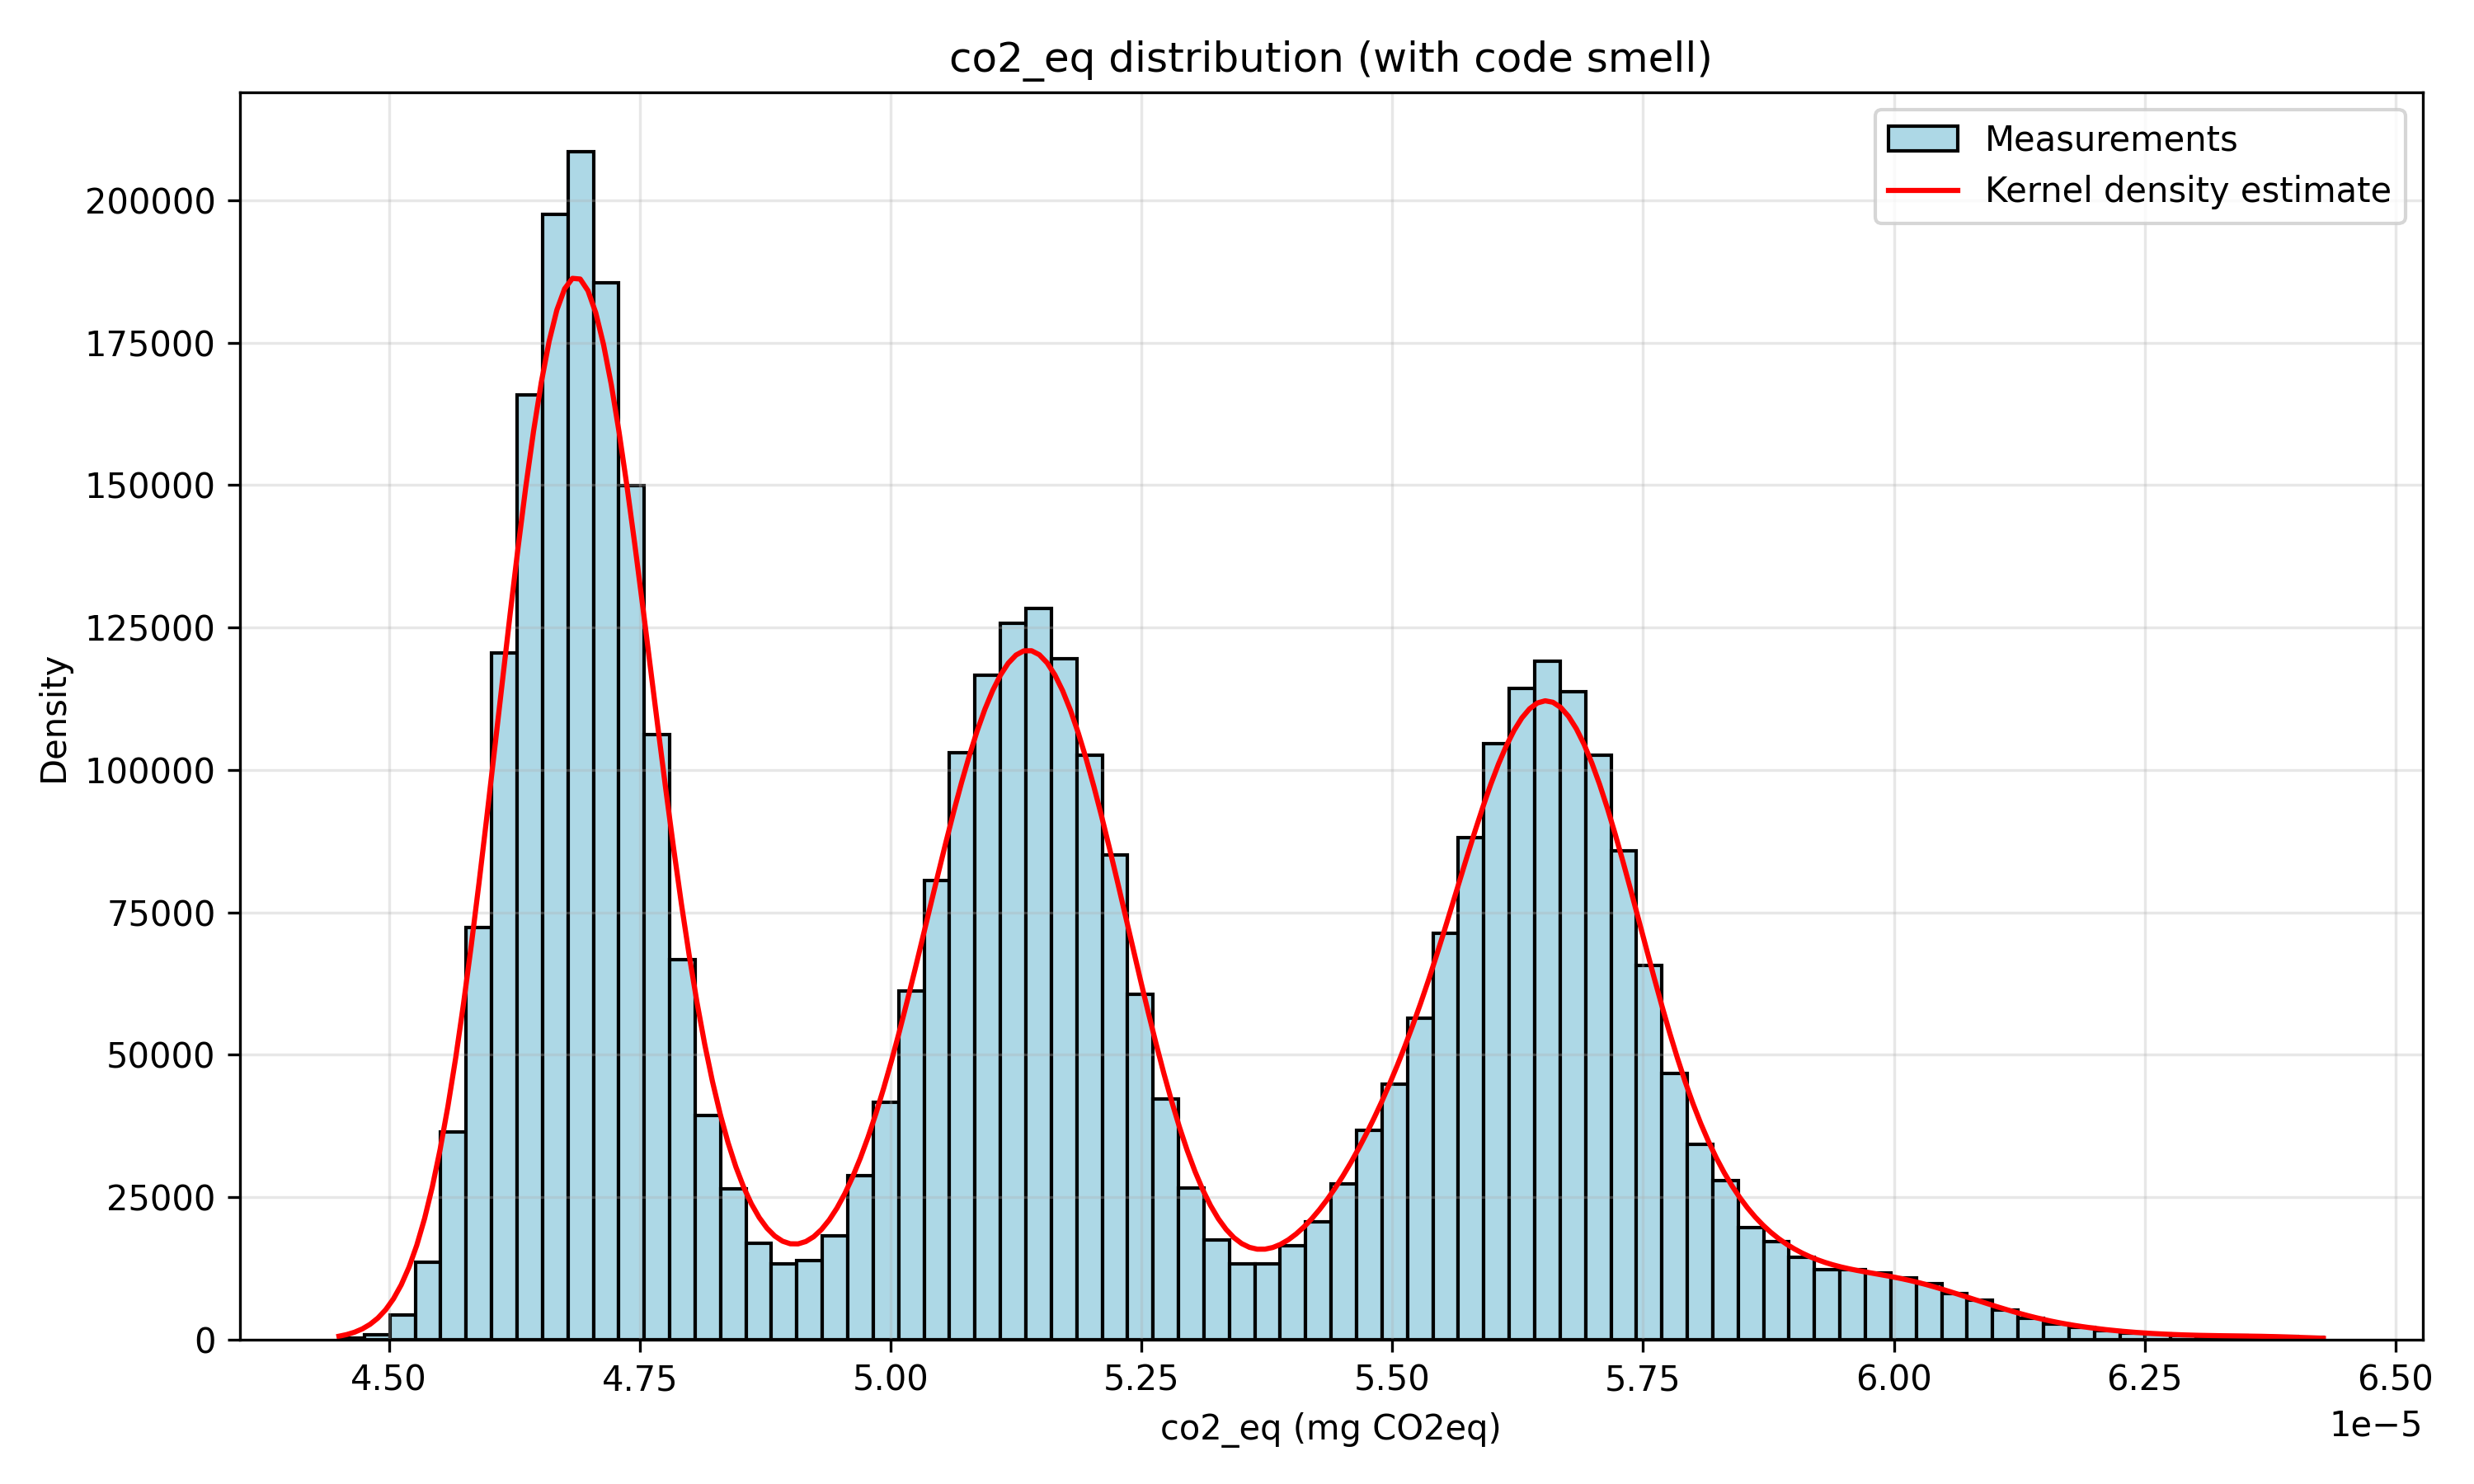 co2_eq distribution (with code smell)
Measurements
Kernel density estimate
200000
175000
150000
125000
100000
75000
50000
25000
0
Density
4.50 4.75 5.00 5.25 5.50 5.75 6.00 6.25 6.50
1e−5
co2_eq (mg CO2eq)